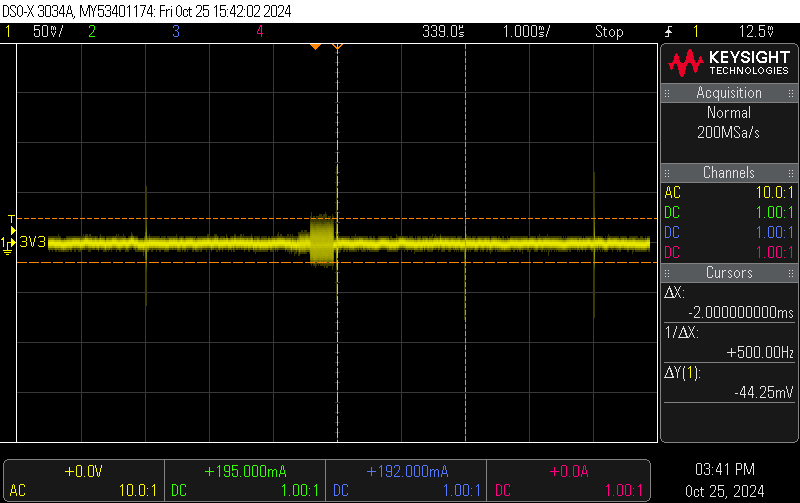 DSO-X 3034A, MY53401174: Fri Oct 25 15:42:02 2024
1 50mV/ 2 3 4 339.0us 1.000ms/ Stop 1 12.5mV
KEYSIGHT
TECHNOLOGIES
Acquisition
Normal
200MSa/s
Channels
AC 10.0:1
DC 1.00:1
DC 1.00:1
DC 1.00:1
Cursors
ΔX:
-2.000000000ms
1/ΔX:
+500.00Hz
ΔY(1):
-44.25mV
T
1 3V3
+0.0V +195.000mA +192.000mA +0.0A
AC 10.0:1 DC 1.00:1 DC 1.00:1 DC 1.00:1
03:41 PM
Oct 25, 2024